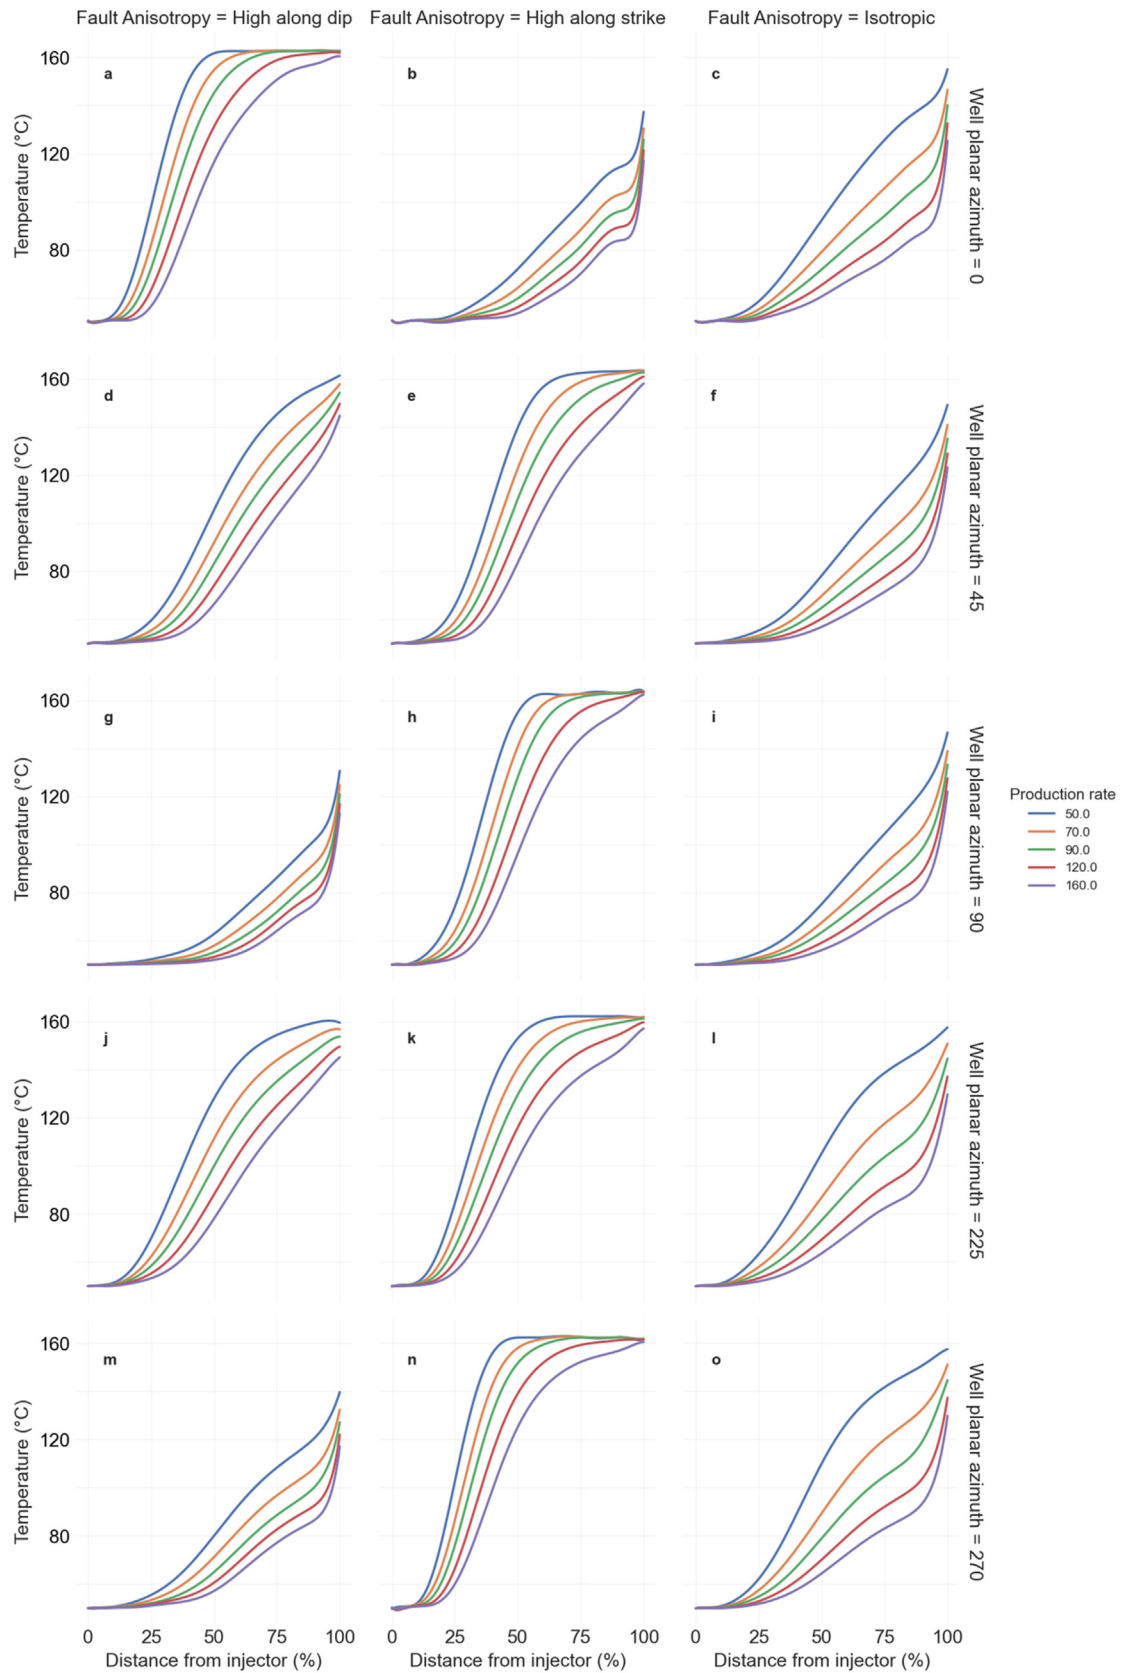 Fault Anisotropy = High along dip
Fault Anisotropy = High along strike
Fault Anisotropy = Isotropic
Temperature (°C)
160
120
80
a
b
c
Well planar azimuth = 0
Temperature (°C)
160
120
80
d
e
f
Well planar azimuth = 45
Temperature (°C)
160
120
80
g
h
i
Well planar azimuth = 90
Production rate
50.0
70.0
90.0
120.0
160.0
Temperature (°C)
160
120
80
j
k
l
Well planar azimuth = 225
Temperature (°C)
160
120
80
m
n
o
Well planar azimuth = 270
0 25 50 75 100
0 25 50 75 100
0 25 50 75 100
Distance from injector (%)
Distance from injector (%)
Distance from injector (%)